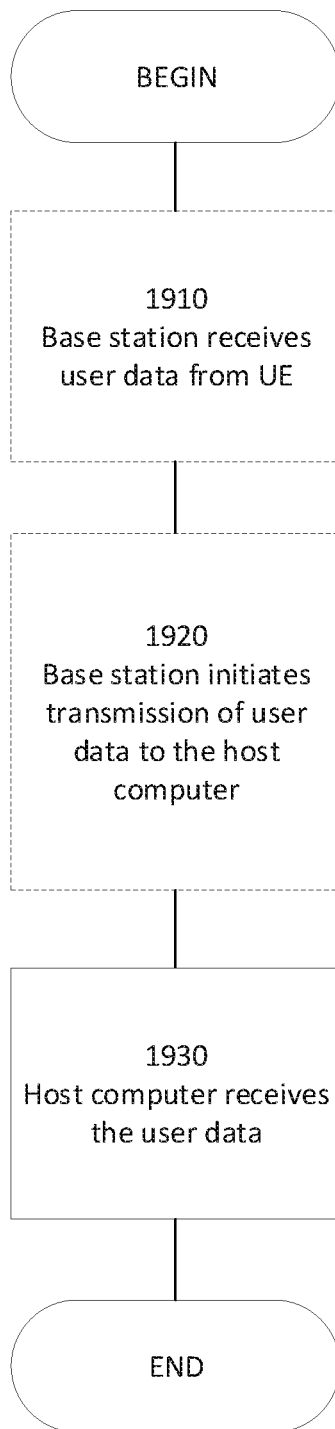 BEGIN
1910
Base station receives
user data from UE
1920
Base station initiates
transmission of user
data to the host
computer
1930
Host computer receives
the user data
END